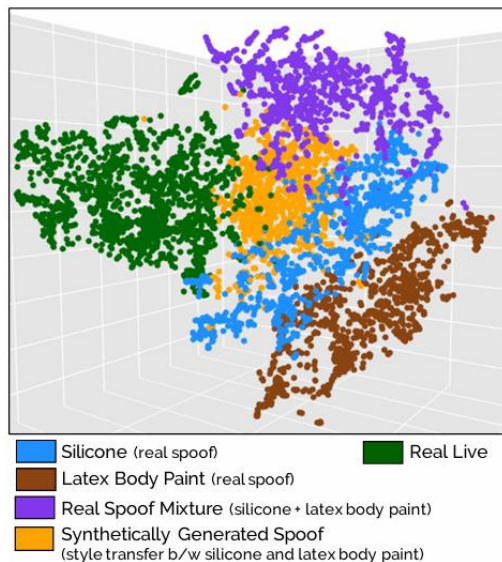 Silicone (real spoof)
Real Live
Latex Body Paint (real spoof)
Real Spoof Mixture (silicone + latex body paint)
Synthetically Generated Spoof
(style transfer b/w silicone and latex body paint)